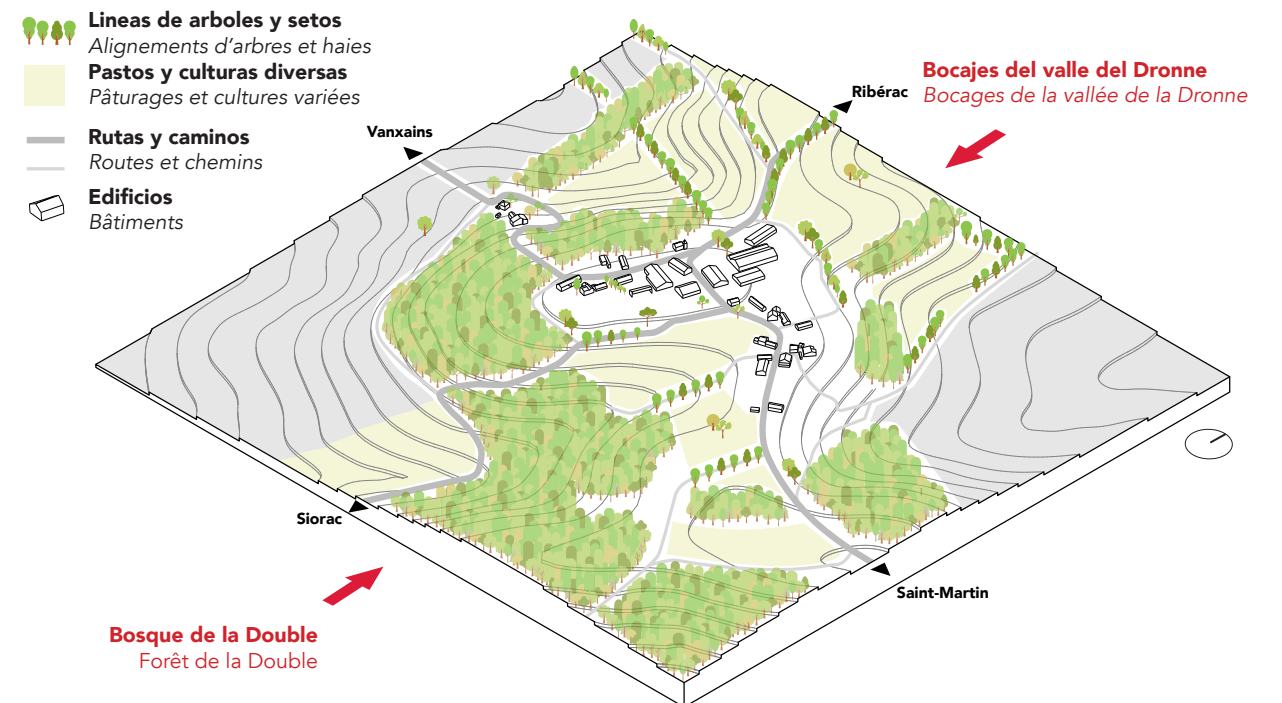 Lineas de arboles y setos
Alignements d'arbres et haies
Pastos y culturas diversas
Pâturages et cultures variées
Rutas y caminos
Routes et chemins
Edificios
Bâtiments
Vanxains
Ribérac
Bocajes del valle del Dronne
Bocages de la vallée de la Dronne
Siorac
Saint-Martin
Bosque de la Double
Forêt de la Double